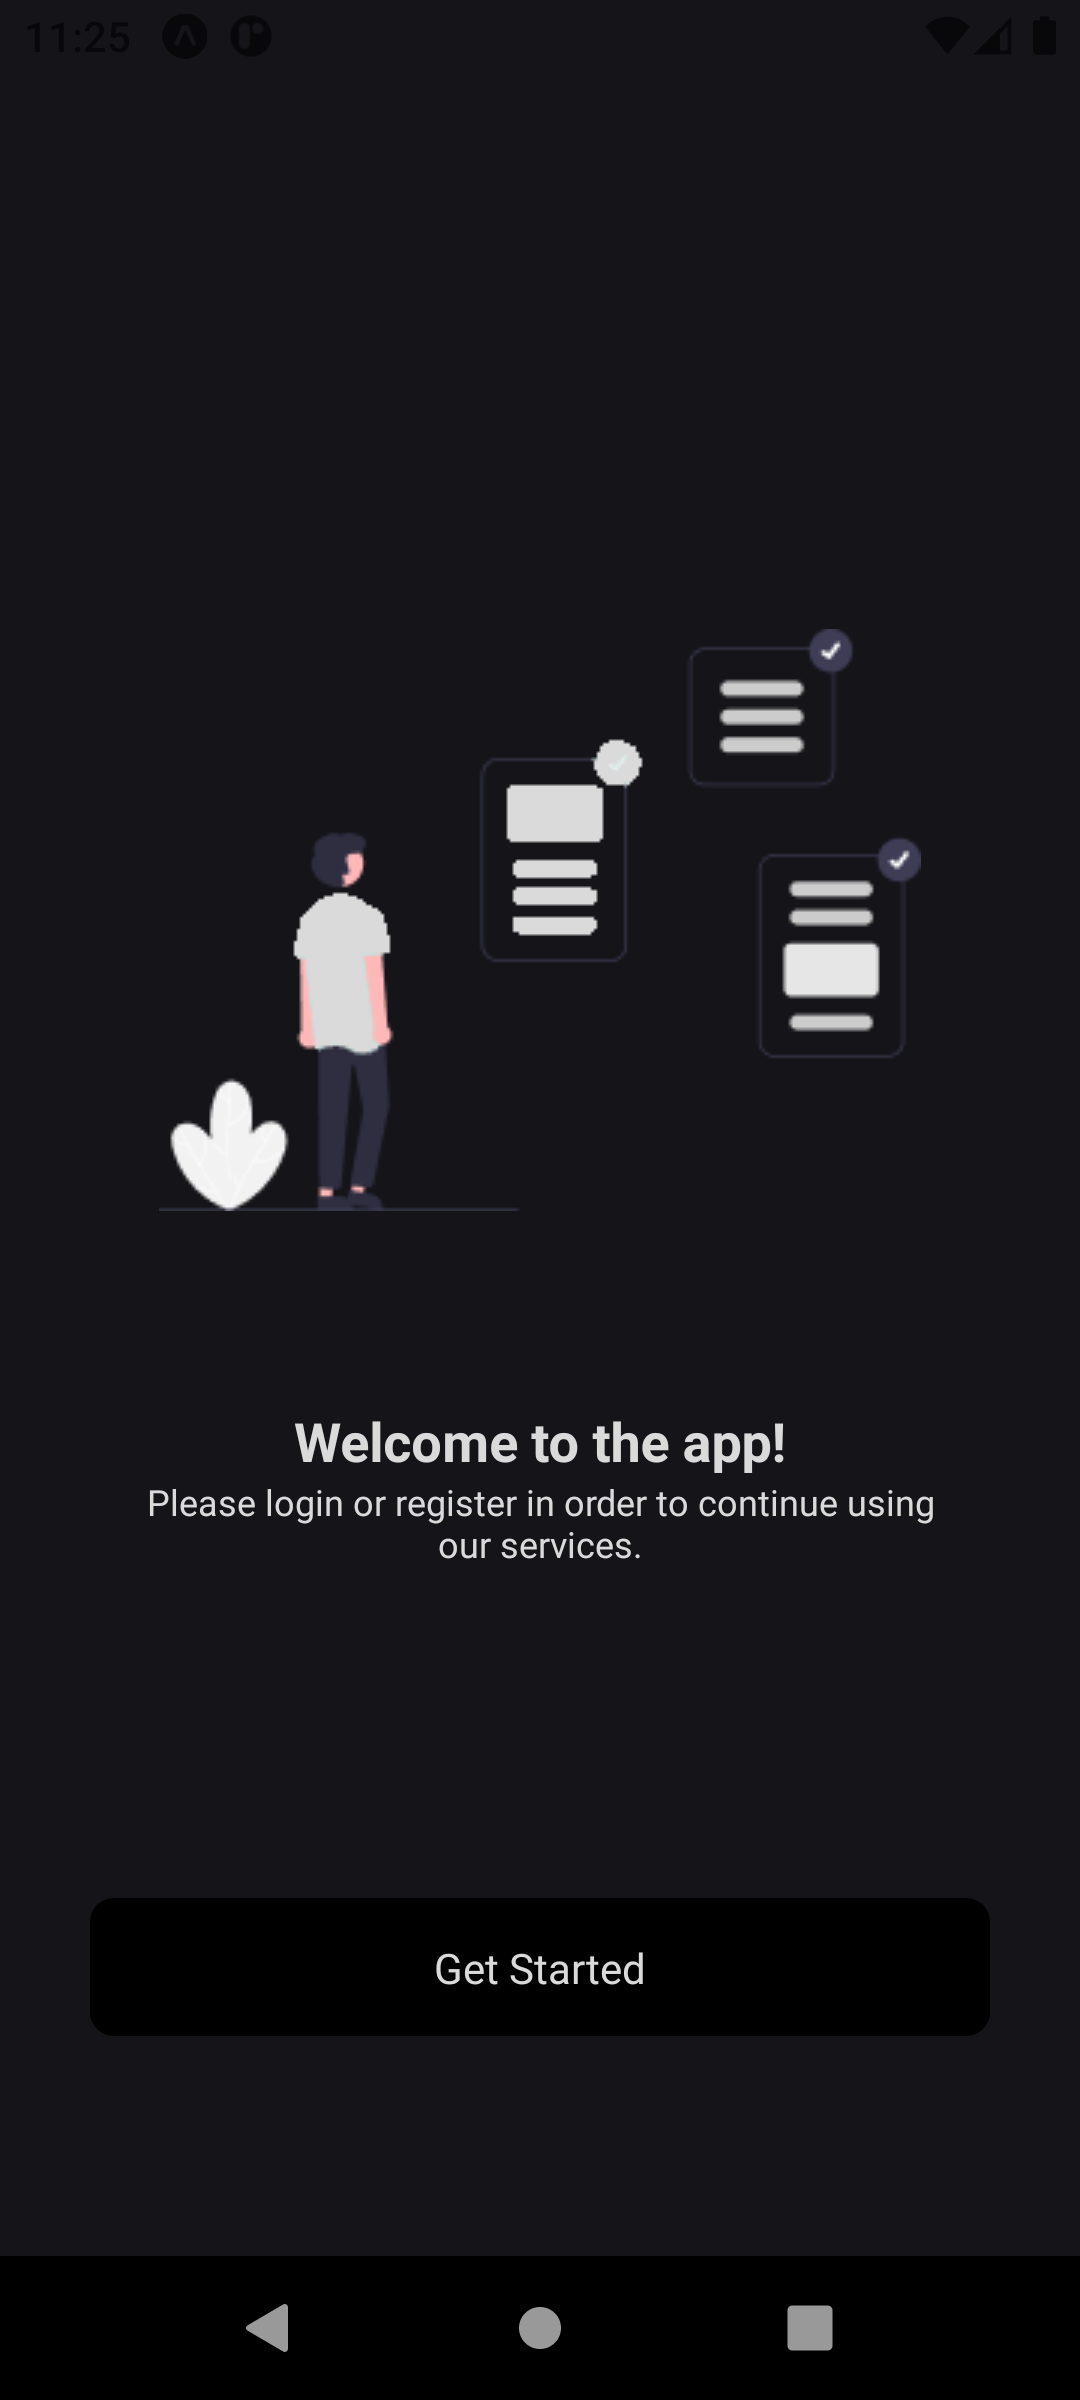 11:25
Welcome to the app!
Please login or register in order to continue using
our services.
Get Started